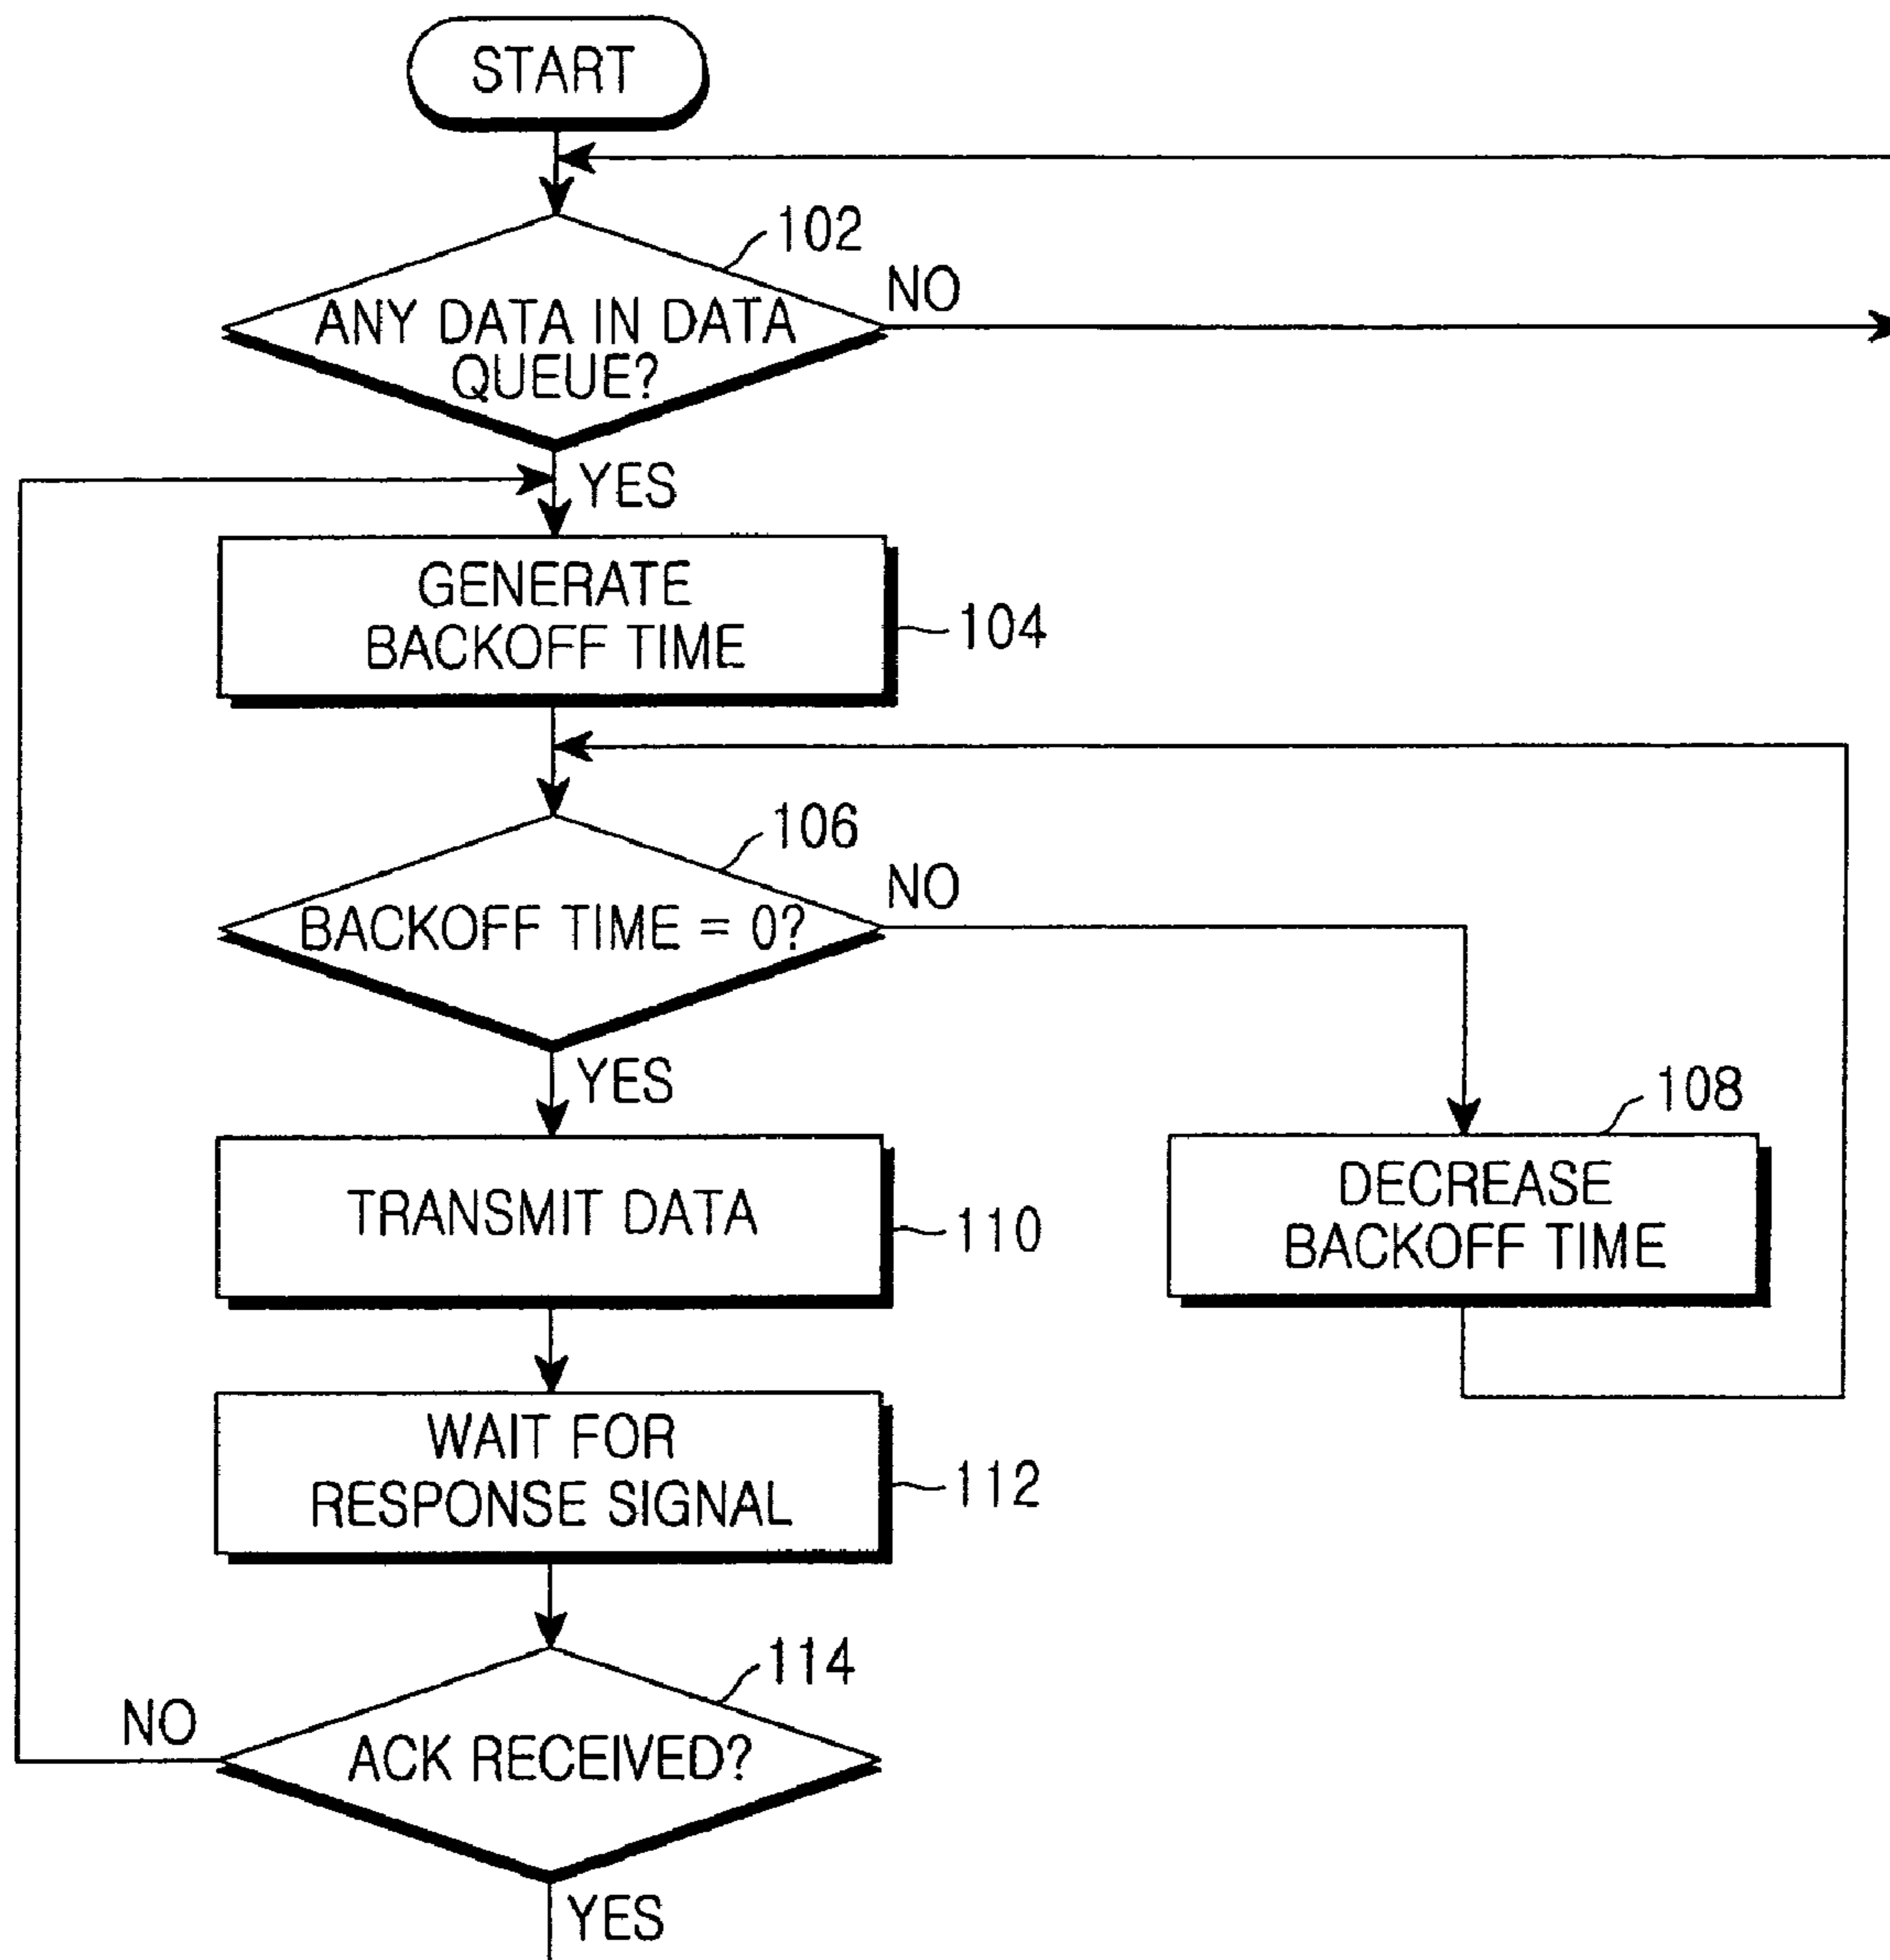 START
102
NO
ANY DATA IN DATA
QUEUE?
YES
GENERATE
BACKOFF TIME
104
106
NO
BACKOFF TIME = 0?
YES
108
TRANSMIT DATA
110
DECREASE
BACKOFF TIME
WAIT FOR
RESPONSE SIGNAL
112
114
NO
ACK RECEIVED?
YES